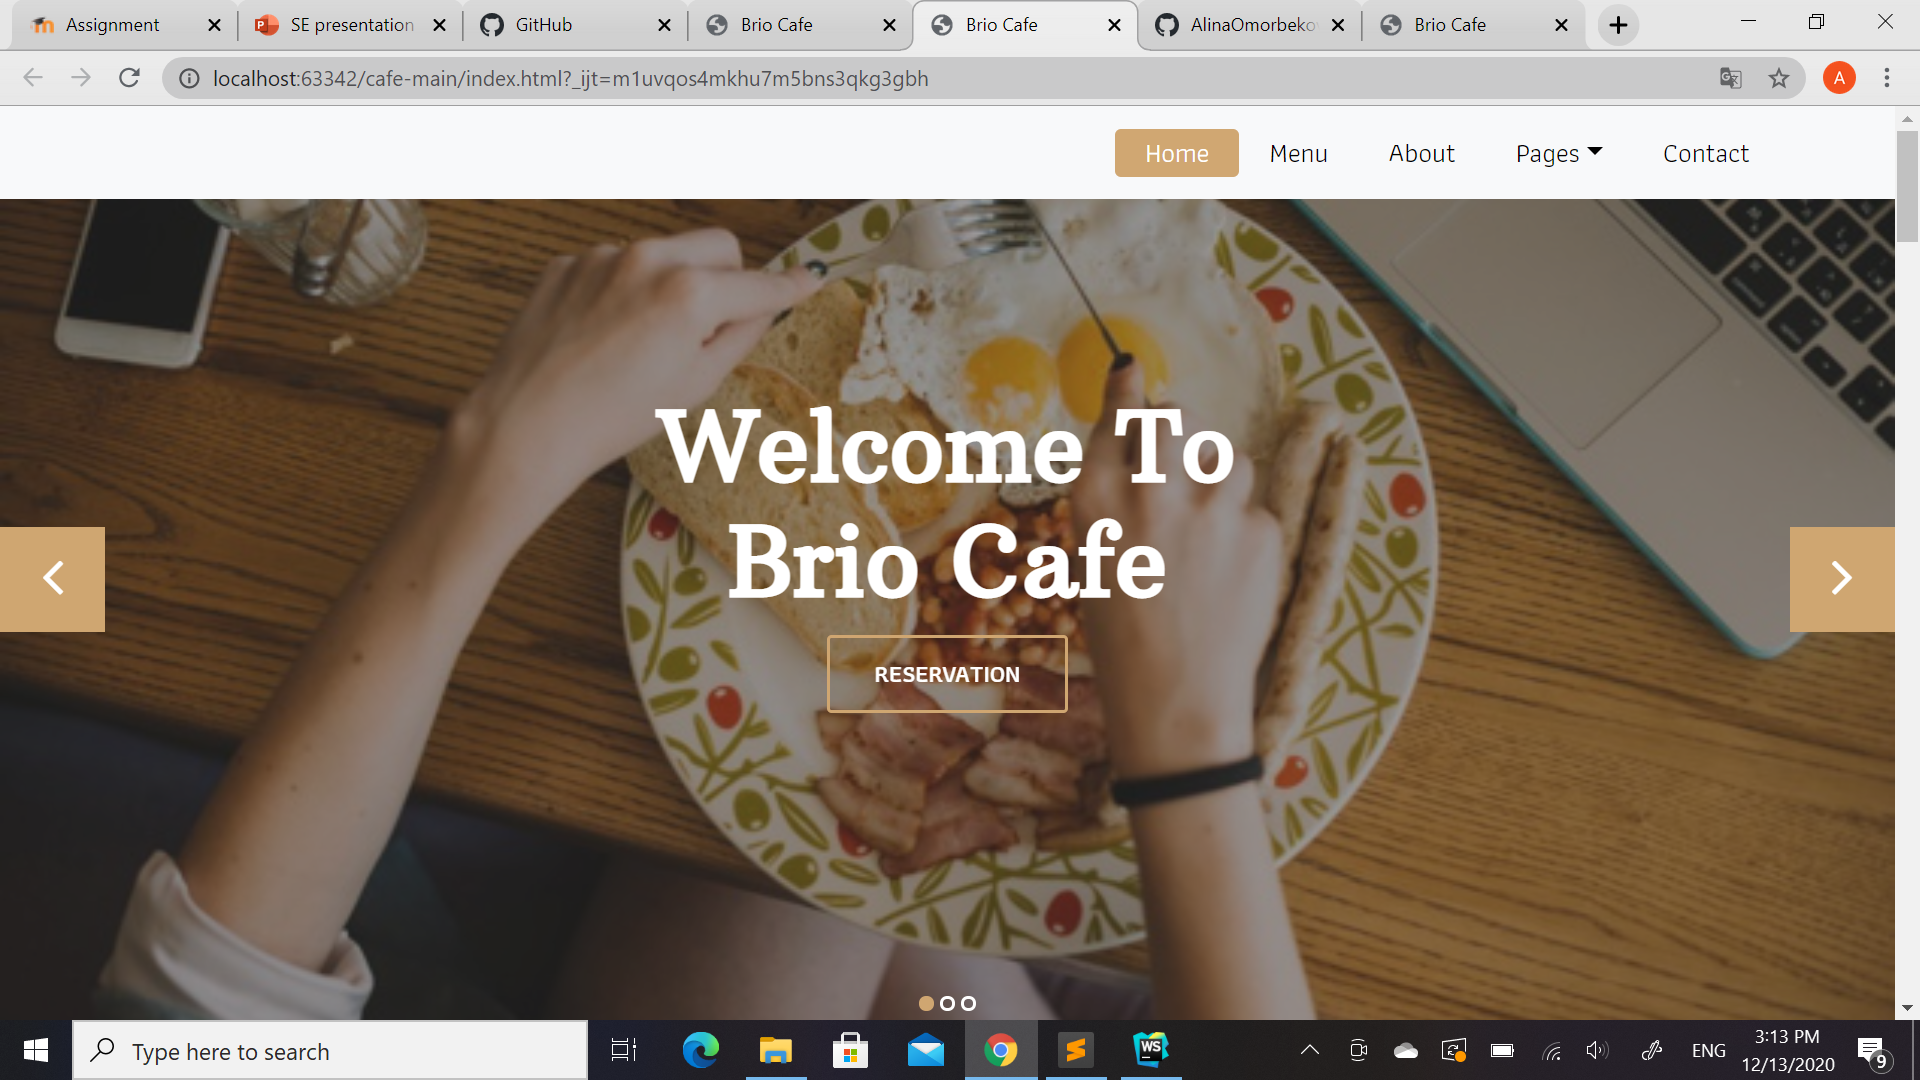 Assignment
SE presentation
GitHub
Brio Cafe
Brio Cafe
AlinaOmorbeko
Brio Cafe
localhost:63342/cafe-main/index.html?_ijt=m1uvqos4mkhu7m5bns3qkg3gbh
A
Home
Menu
About
Pages
Contact
Welcome To
Brio Cafe
RESERVATION
Type here to search
WS
ENG
3:13 PM
12/13/2020
9